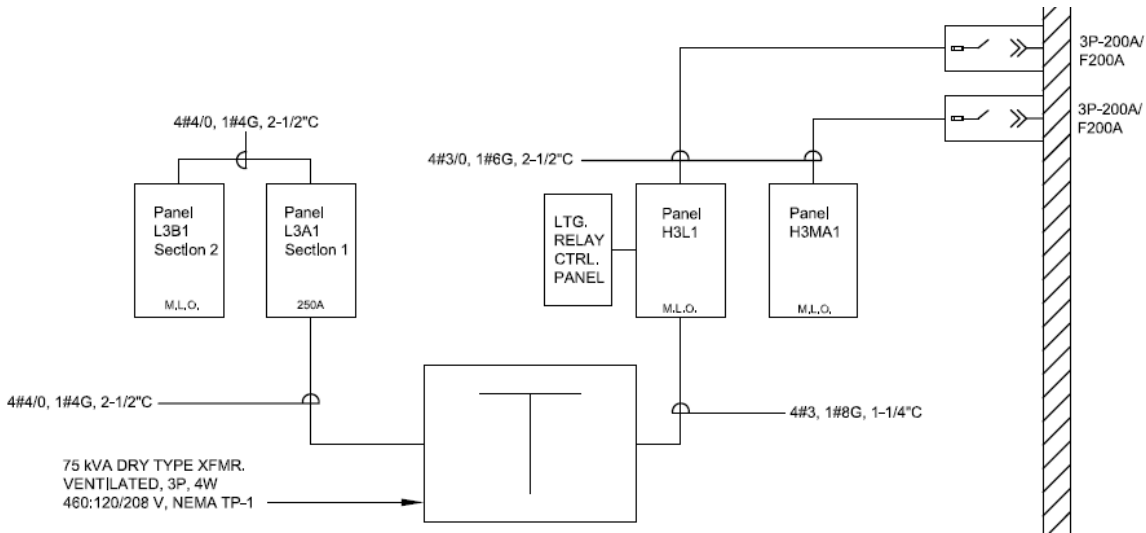 3P-200A/
F200A
3P-200A/
F200A
4#4/0, 1#4G, 2-1/2"C
4#3/0, 1#6G, 2-1/2"C
Panel
L3B1
Section 2
M.L.O.
Panel
L3A1
Section 1
250A
LTG.
RELAY
CTRL.
PANEL
Panel
H3L1
M.L.O.
Panel
H3MA1
M.L.O.
4#4/0, 1#4G, 2-1/2"C
4#3, 1#8G, 1-1/4"C
75 kVA DRY TYPE XFMR.
VENTILATED, 3P, 4W
460:120/208 V, NEMA TP-1